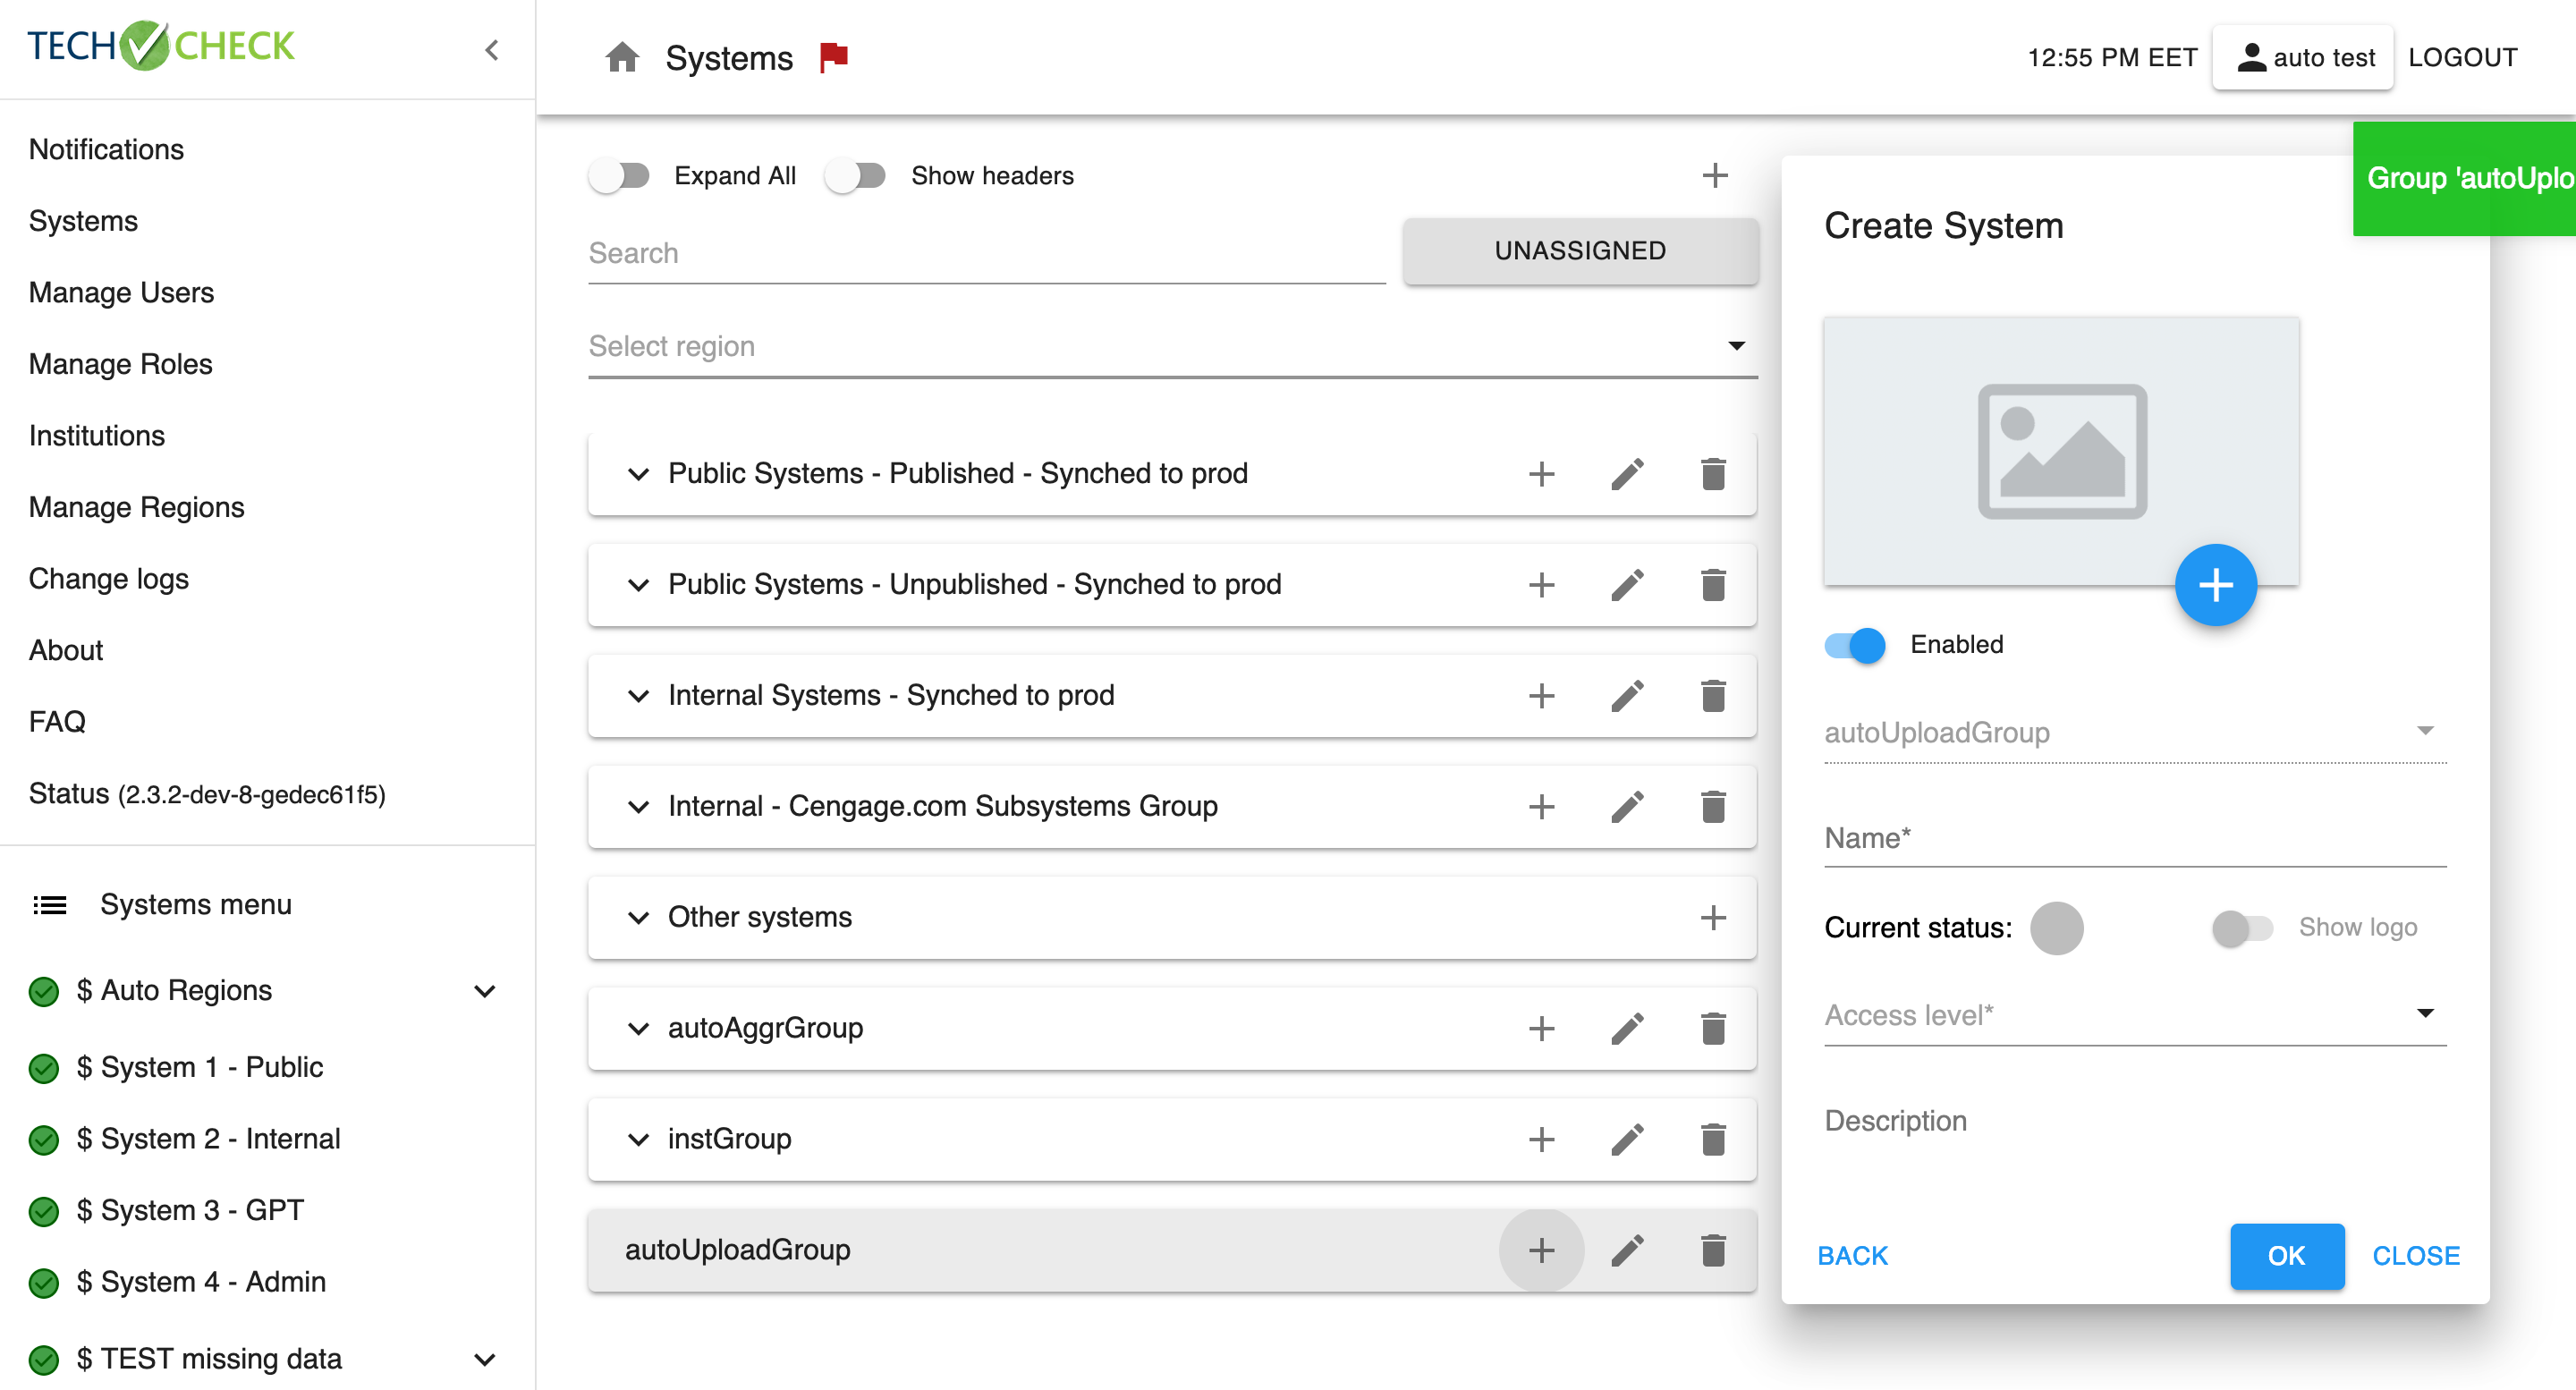 TECH CHECK
Notifications
Systems
Manage Users
Manage Roles
Institutions
Manage Regions
Change logs
About
FAQ
Status (2.3.2-dev-8-gedec61f5)
Systems menu
$ Auto Regions
$ System 1 - Public
$ System 2 - Internal
$ System 3 - GPT
$ System 4 - Admin
$ TEST missing data
Systems
12:55 PM EET
auto test
LOGOUT
Expand All
Show headers
Search
UNASSIGNED
Select region
Public Systems - Published - Synched to prod
Public Systems - Unpublished - Synched to prod
Internal Systems - Synched to prod
Internal - Cengage.com Subsystems Group
Other systems
autoAggrGroup
instGroup
autoUploadGroup
Group 'autoUplo
Create System
Enabled
autoUploadGroup
Name*
Current status:
Show logo
Access level*
Description
BACK
OK
CLOSE